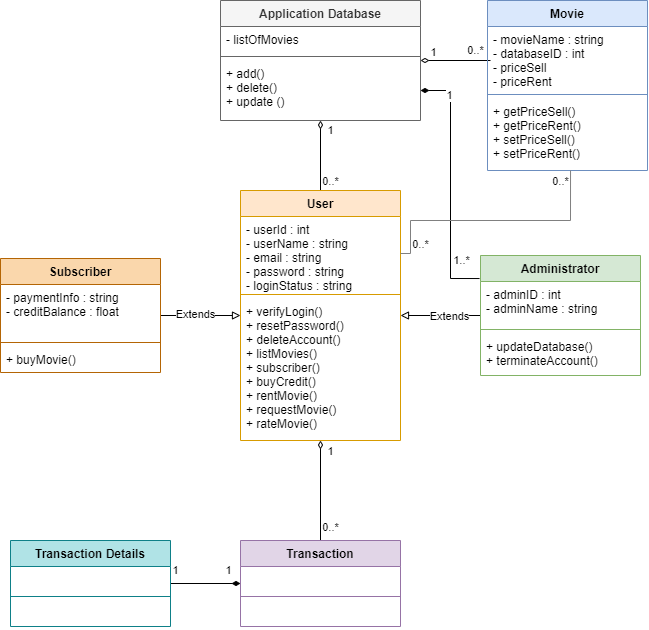 Application Database
- listOfMovies
+ add()
+ delete()
+ update ()
Movie
- movieName : string
- databaseID : int
- priceSell
- priceRent
+ getPriceSell()
+ getPriceRent()
+ setPriceSell()
+ setPriceRent()
1
0..*
1
1
0..*
0..*
0..*
1..*
User
- userId : int
- userName : string
- email : string
- password : string
- loginStatus : string
+ verifyLogin()
+ resetPassword()
+ deleteAccount()
+ listMovies()
+ subscriber()
+ buyCredit()
+ rentMovie()
+ requestMovie()
+ rateMovie()
Subscriber
- paymentInfo : string
- creditBalance : float
+ buyMovie()
Extends
Extends
Administrator
- adminID : int
- adminName : string
+ updateDatabase()
+ terminateAccount()
1
0..*
Transaction Details
1
1
Transaction